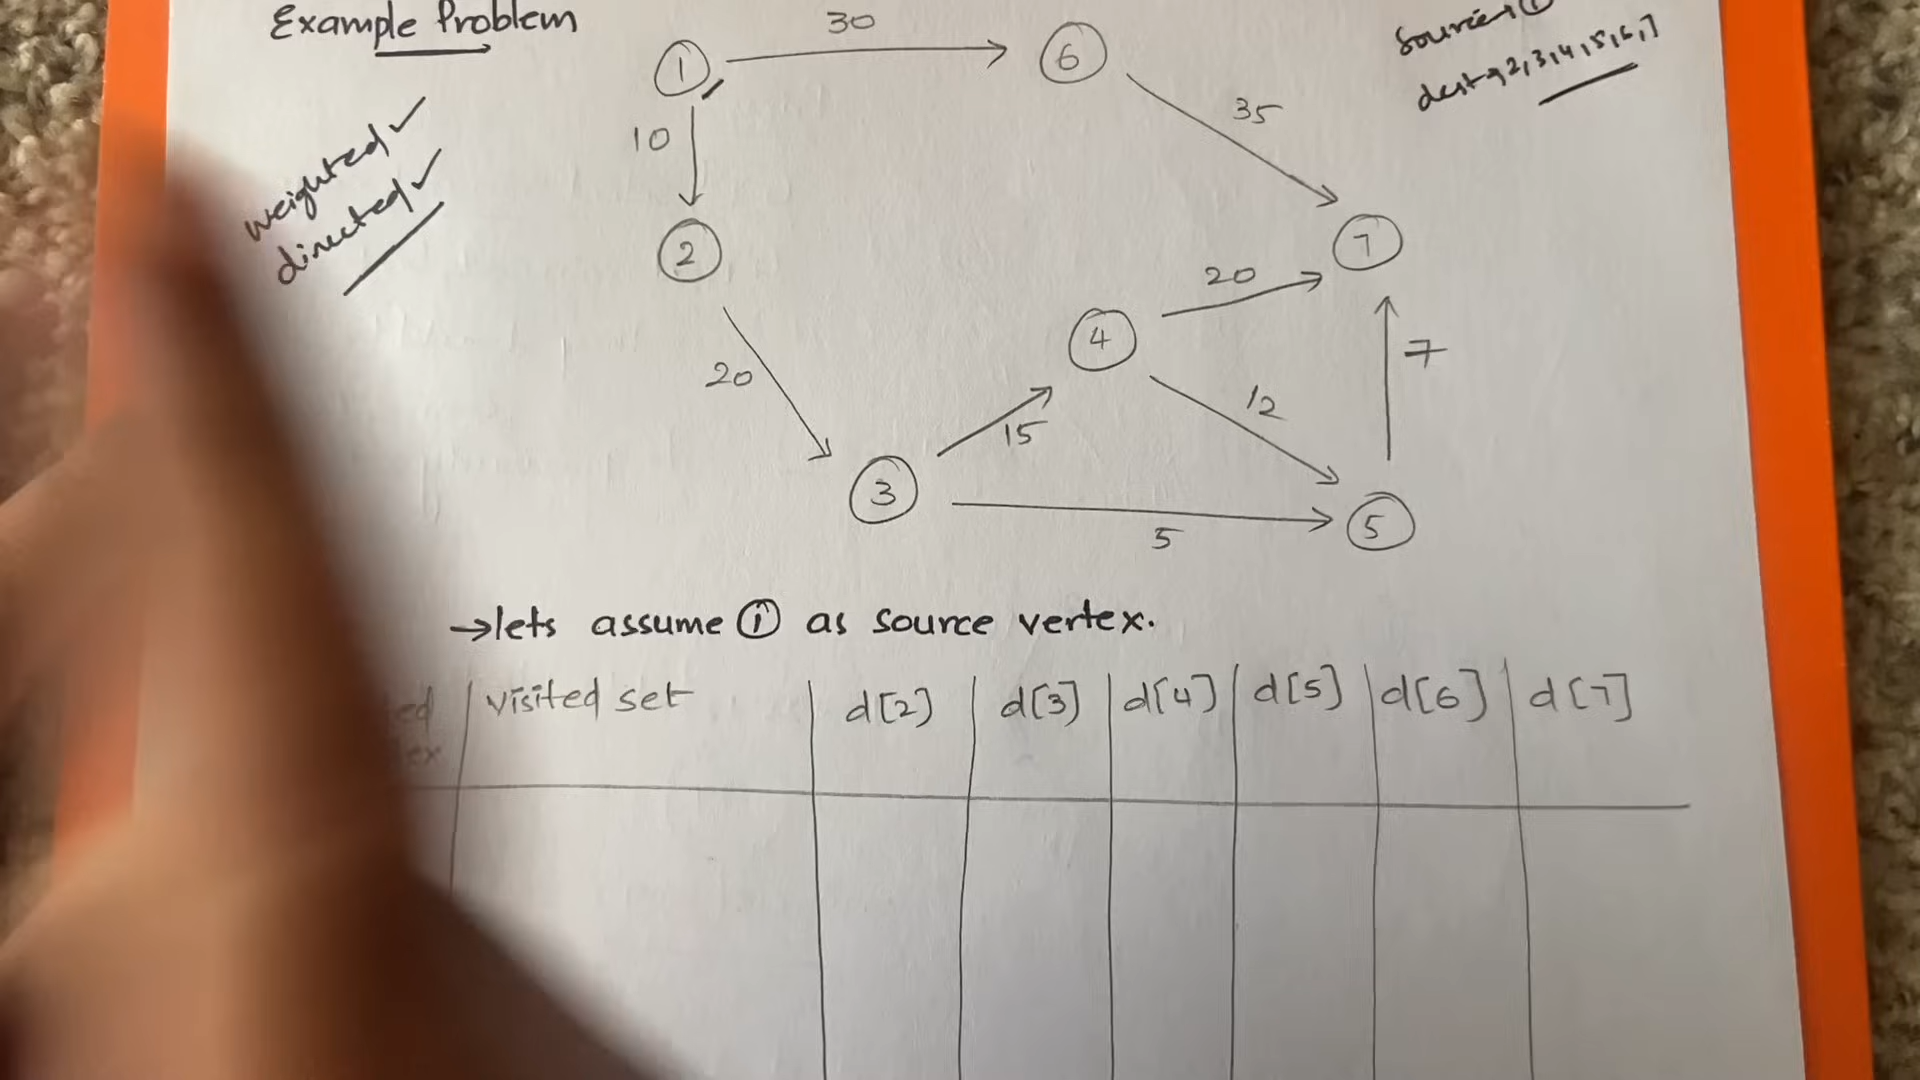 Example Problem
30
1
6
Source→1
dest→2,3,4,5,6,7
35
10
weighted✓
directed✓
2
7
20
4
7
20
12
15
3
5
5
→lets assume ① as source vertex.
visited set
d[2]
d[3]
d[4]
d[5]
d[6]
d[7]